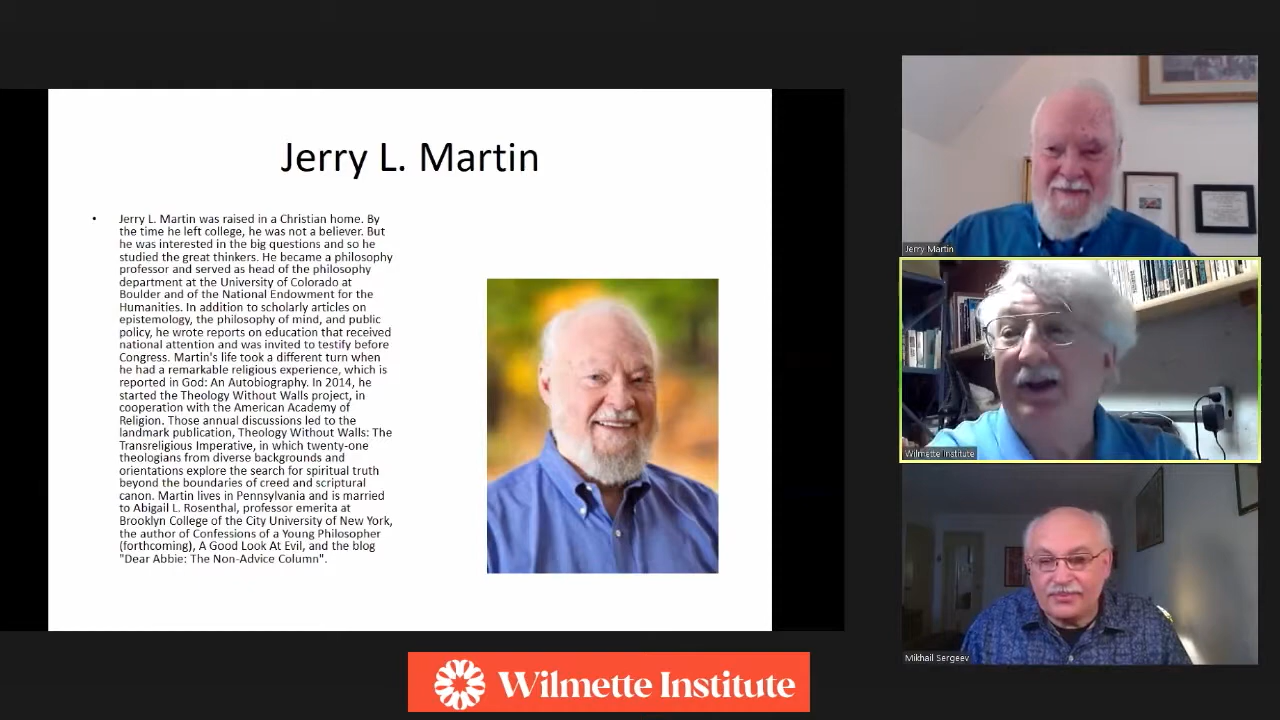 Jerry L. Martin
• Jerry L. Martin was raised in a Christian home. By
the time he left college, he was not a believer. But
he was interested in the big questions and so he
studied the great thinkers. He became a philosophy
professor and served as head of the philosophy
department at the University of Colorado at
Boulder and of the National Endowment for the
Humanities. In addition to scholarly articles on
epistemology, the philosophy of mind, and public
policy, he wrote reports on education that received
national attention and was invited to testify before
Congress. Martin's life took a different turn when
he had a remarkable religious experience, which is
reported in God: An Autobiography. In 2014, he
started the Theology Without Walls project, in
cooperation with the American Academy of
Religion. Those annual discussions led to the
landmark publication, Theology Without Walls: The
Transreligious Imperative, in which twenty-one
theologians from diverse backgrounds and
orientations explore the search for spiritual truth
beyond the boundaries of creed and scriptural
canon. Martin lives in Pennsylvania and is married
to Abigail L. Rosenthal, professor emerita at
Brooklyn College of the City University of New York,
the author of Confessions of a Young Philosopher
(forthcoming), A Good Look At Evil, and the blog
"Dear Abbie: The Non-Advice Column".
Jerry Martin
Wilmette Institute
Mikhail Sergeev
Wilmette Institute